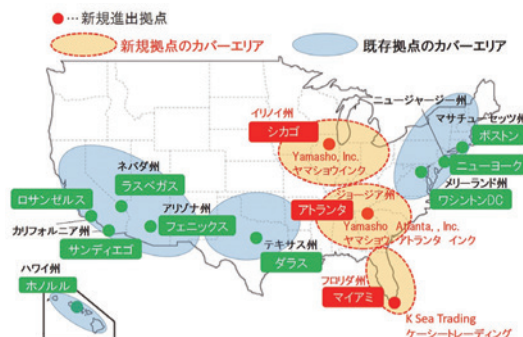 ●…新規進出拠点
新規拠点のカバーエリア
既存拠点のカバーエリア
ニュージャージー州
マサチューセッツ州
ボストン
ニューヨーク
メリーランド州
ワシントンDC
イリノイ州
シカゴ
Yamasho, Inc.
ヤマショウインク
ジョージア州
アトランタ
Yamasho Atlanta, , Inc.
ヤマショウ・アトランタ インク
フロリダ州
マイアミ
K Sea Trading
ケーシートレーディング
ネバダ州
ラスベガス
ロサンゼルス
アリゾナ州
フェニックス
カリフォルニア州
サンディエゴ
テキサス州
ダラス
ハワイ州
ホノルル